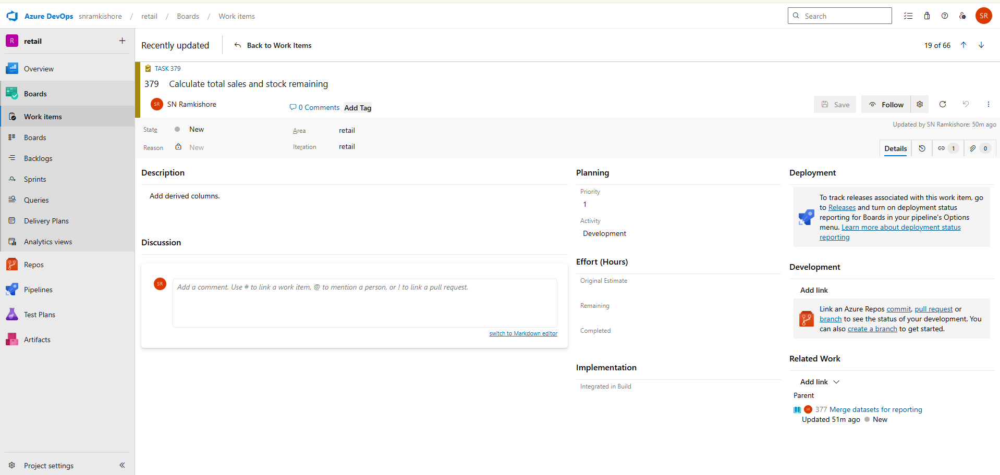 Azure DevOps snramkishore / retail / Boards / Work items
Search
SR
R retail
Recently updated
Back to Work Items
19 of 66
Overview
Boards
Work items
Boards
Backlogs
Sprints
Queries
Delivery Plans
Analytics views
Repos
Pipelines
Test Plans
Artifacts
Project settings
TASK 379
379 Calculate total sales and stock remaining
SR SN Ramkishore
0 Comments
Add Tag
Save
Follow
State New
Area retail
Updated by SN Ramkishore: 50m ago
Reason New
Iteration retail
Details
1
0
Description
Add derived columns.
Discussion
SR
Add a comment. Use # to link a work item, @ to mention a person, or ! to link a pull request.
switch to Markdown editor
Planning
Priority
1
Activity
Development
Effort (Hours)
Original Estimate
Remaining
Completed
Implementation
Integrated in Build
Deployment
To track releases associated with this work item, go
to Releases and turn on deployment status
reporting for Boards in your pipeline's Options
menu. Learn more about deployment status
reporting
Development
Add link
Link an Azure Repos commit, pull request or
branch to see the status of your development. You
can also create a branch to get started.
Related Work
Add link
Parent
SR 377 Merge datasets for reporting
Updated 51m ago New